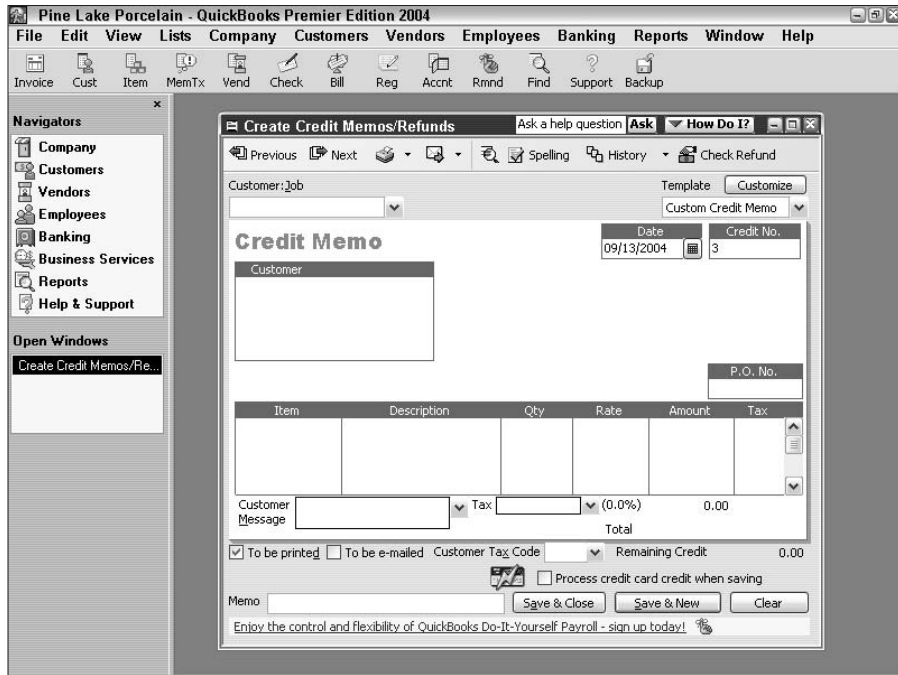 Pine Lake Porcelain - QuickBooks Premier Edition 2004
File Edit View Lists Company Customers Vendors Employees Banking Reports Window Help
Invoice Cust Item MemTx Vend Check Bill Reg Accnt Rmnd Find Support Backup
Navigators
Company
Customers
Vendors
Employees
Banking
Business Services
Reports
Help & Support
Open Windows
Create Credit Memos/Re...
Create Credit Memos/Refunds Ask a help question Ask How Do I?
Previous Next Spelling History Check Refund
Customer:Job Template Customize
Custom Credit Memo
Credit Memo
Date Credit No.
09/13/2004 3
Customer
P.O. No.
Item Description Qty Rate Amount Tax
Customer Message Tax (0.0%) 0.00
Total
To be printed To be e-mailed Customer Tax Code Remaining Credit 0.00
Process credit card credit when saving
Memo Save & Close Save & New Clear
Enjoy the control and flexibility of QuickBooks Do-It-Yourself Payroll - sign up today!